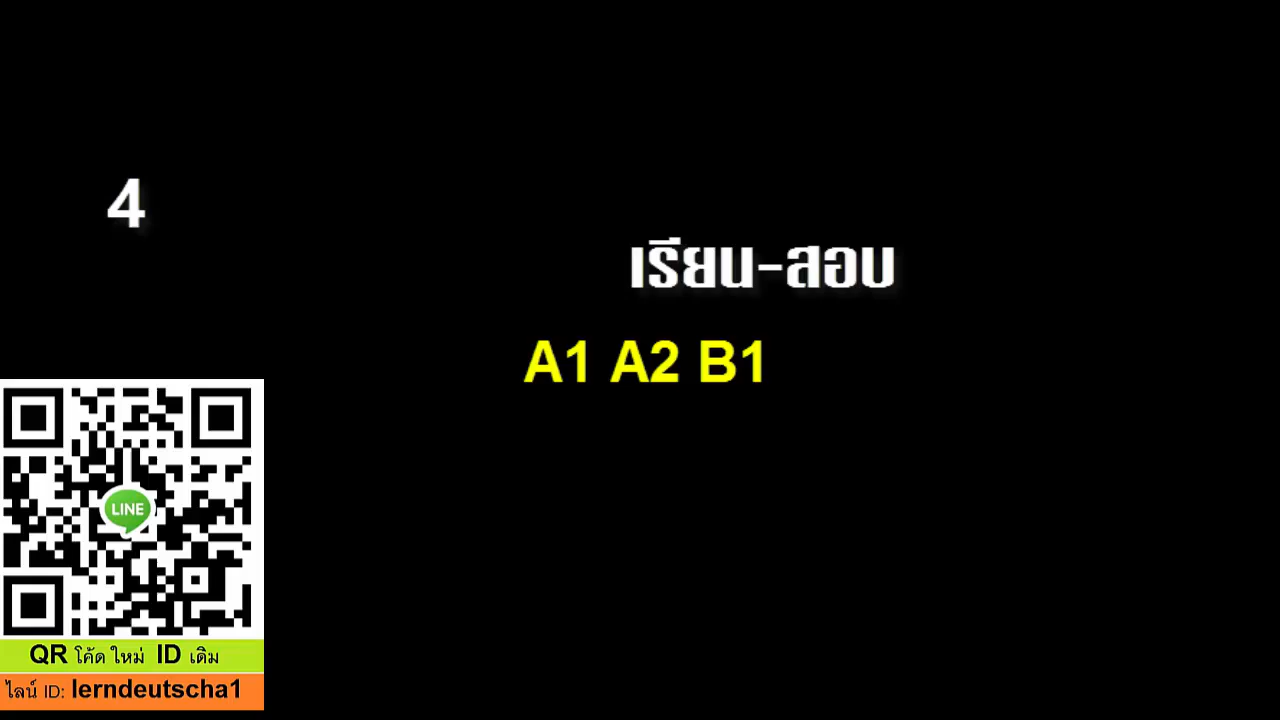 4
เรียน-สอบ
A1 A2 B1
LINE
QR โค้ด ใหม่ ID เดิม
ไลน์ ID: lerndeutscha1